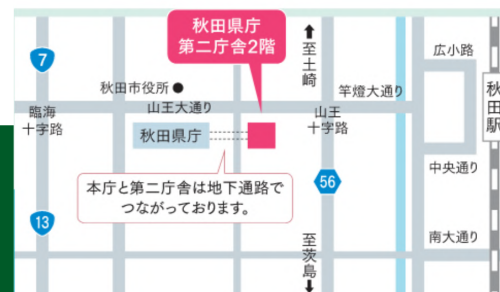 秋田県庁
第二庁舎2階
至土崎
7
広小路
秋田市役所
竿燈大通り
山王大通り
臨海
十字路
山王
十字路
秋田駅
秋田県庁
中央通り
56
本庁と第二庁舎は地下通路で
つながっております。
13
南大通り
至茨島